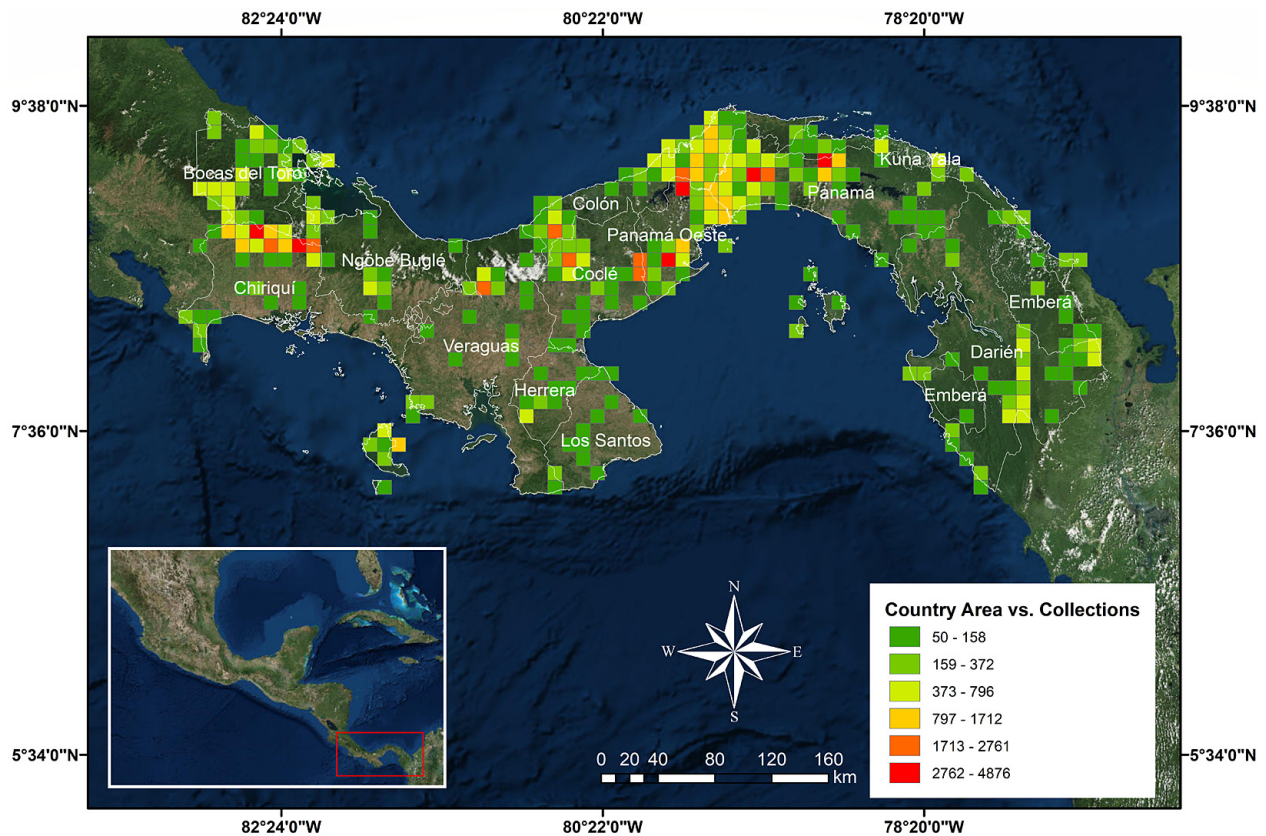 82°24'0"W 80°22'0"W 78°20'0"W
9°38'0"N 9°38'0"N
Kuna Yala
Bocas del Toro
Panamá
Colón
Panamá Oeste
Ngöbe Buglé
Coclé
Chiriquí
Emberá
Veraguas
Darién
Herrera
Emberá
7°36'0"N 7°36'0"N
Los Santos
N
W E
S
Country Area vs. Collections
50 - 158
159 - 372
373 - 796
797 - 1712
1713 - 2761
2762 - 4876
5°34'0"N 5°34'0"N
0 20 40 80 120 160
km
82°24'0"W 80°22'0"W 78°20'0"W